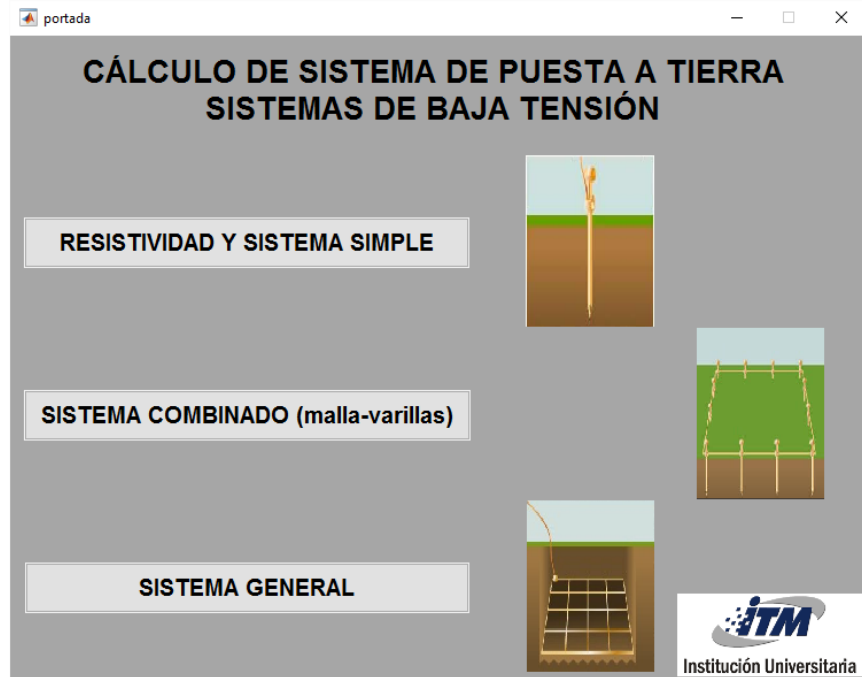 portada
CÁLCULO DE SISTEMA DE PUESTA A TIERRA
SISTEMAS DE BAJA TENSIÓN
RESISTIVIDAD Y SISTEMA SIMPLE
SISTEMA COMBINADO (malla-varillas)
SISTEMA GENERAL
iTM
Institución Universitaria